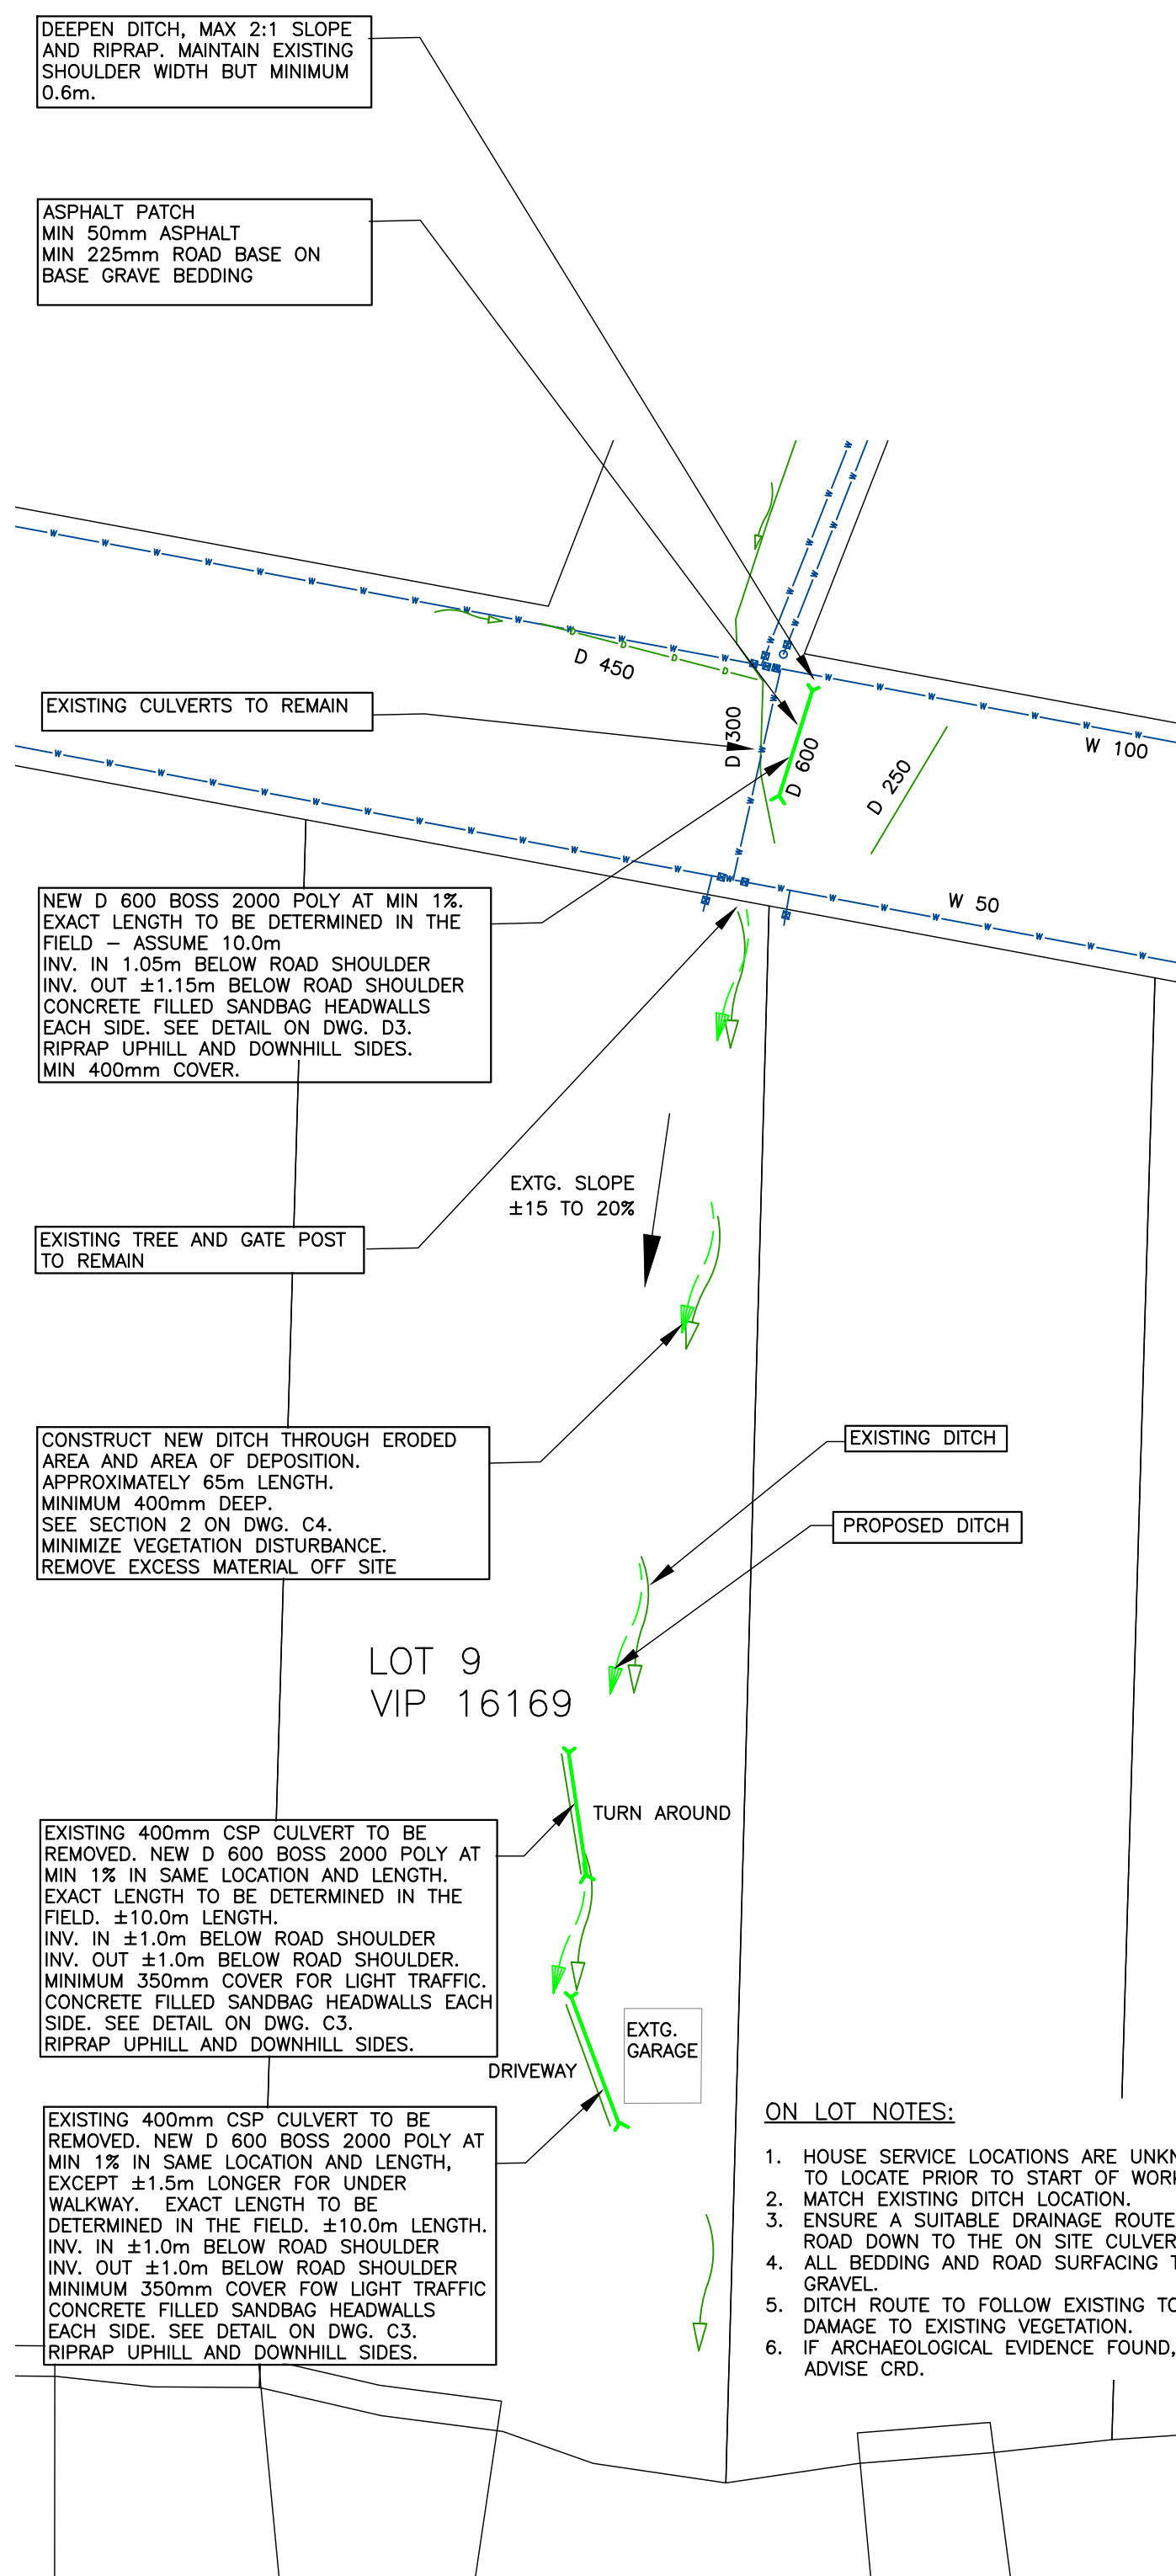 DEEPEN DITCH, MAX 2:1 SLOPE
AND RIPRAP. MAINTAIN EXISTING
SHOULDER WIDTH BUT MINIMUM
0.6m.
ASPHALT PATCH
MIN 50mm ASPHALT
MIN 225mm ROAD BASE ON
BASE GRAVE BEDDING
D 450
EXISTING CULVERTS TO REMAIN
D 300
D 600
D 250
W 100
NEW D 600 BOSS 2000 POLY AT MIN 1%.
EXACT LENGTH TO BE DETERMINED IN THE
FIELD – ASSUME 10.0m
INV. IN 1.05m BELOW ROAD SHOULDER
INV. OUT ±1.15m BELOW ROAD SHOULDER
CONCRETE FILLED SANDBAG HEADWALLS
EACH SIDE. SEE DETAIL ON DWG. D3.
RIPRAP UPHILL AND DOWNHILL SIDES.
MIN 400mm COVER.
W 50
EXTG. SLOPE
±15 TO 20%
EXISTING TREE AND GATE POST
TO REMAIN
CONSTRUCT NEW DITCH THROUGH ERODED
AREA AND AREA OF DEPOSITION.
APPROXIMATELY 65m LENGTH.
MINIMUM 400mm DEEP.
SEE SECTION 2 ON DWG. C4.
MINIMIZE VEGETATION DISTURBANCE.
REMOVE EXCESS MATERIAL OFF SITE
EXISTING DITCH
PROPOSED DITCH
LOT 9
VIP 16169
TURN AROUND
EXISTING 400mm CSP CULVERT TO BE
REMOVED. NEW D 600 BOSS 2000 POLY AT
MIN 1% IN SAME LOCATION AND LENGTH.
EXACT LENGTH TO BE DETERMINED IN THE
FIELD. ±10.0m LENGTH.
INV. IN ±1.0m BELOW ROAD SHOULDER
INV. OUT ±1.0m BELOW ROAD SHOULDER.
MINIMUM 350mm COVER FOR LIGHT TRAFFIC.
CONCRETE FILLED SANDBAG HEADWALLS EACH
SIDE. SEE DETAIL ON DWG. C3.
RIPRAP UPHILL AND DOWNHILL SIDES.
EXTG.
GARAGE
DRIVEWAY
EXISTING 400mm CSP CULVERT TO BE
REMOVED. NEW D 600 BOSS 2000 POLY AT
MIN 1% IN SAME LOCATION AND LENGTH,
EXCEPT ±1.5m LONGER FOR UNDER
WALKWAY. EXACT LENGTH TO BE
DETERMINED IN THE FIELD. ±10.0m LENGTH.
INV. IN ±1.0m BELOW ROAD SHOULDER
INV. OUT ±1.0m BELOW ROAD SHOULDER
MINIMUM 350mm COVER FOW LIGHT TRAFFIC
CONCRETE FILLED SANDBAG HEADWALLS
EACH SIDE. SEE DETAIL ON DWG. C3.
RIPRAP UPHILL AND DOWNHILL SIDES.
ON LOT NOTES:
1. HOUSE SERVICE LOCATIONS ARE
TO LOCATE PRIOR TO START OF
2. MATCH EXISTING DITCH LOCATION.
3. ENSURE A SUITABLE DRAINAGE ROUTE
ROAD DOWN TO THE ON SITE
4. ALL BEDDING AND ROAD SURFACING
GRAVEL.
5. DITCH ROUTE TO FOLLOW EXISTING TO
DAMAGE TO EXISTING VEGETATION.
6. IF ARCHAEOLOGICAL EVIDENCE FOUND,
ADVISE CRD.